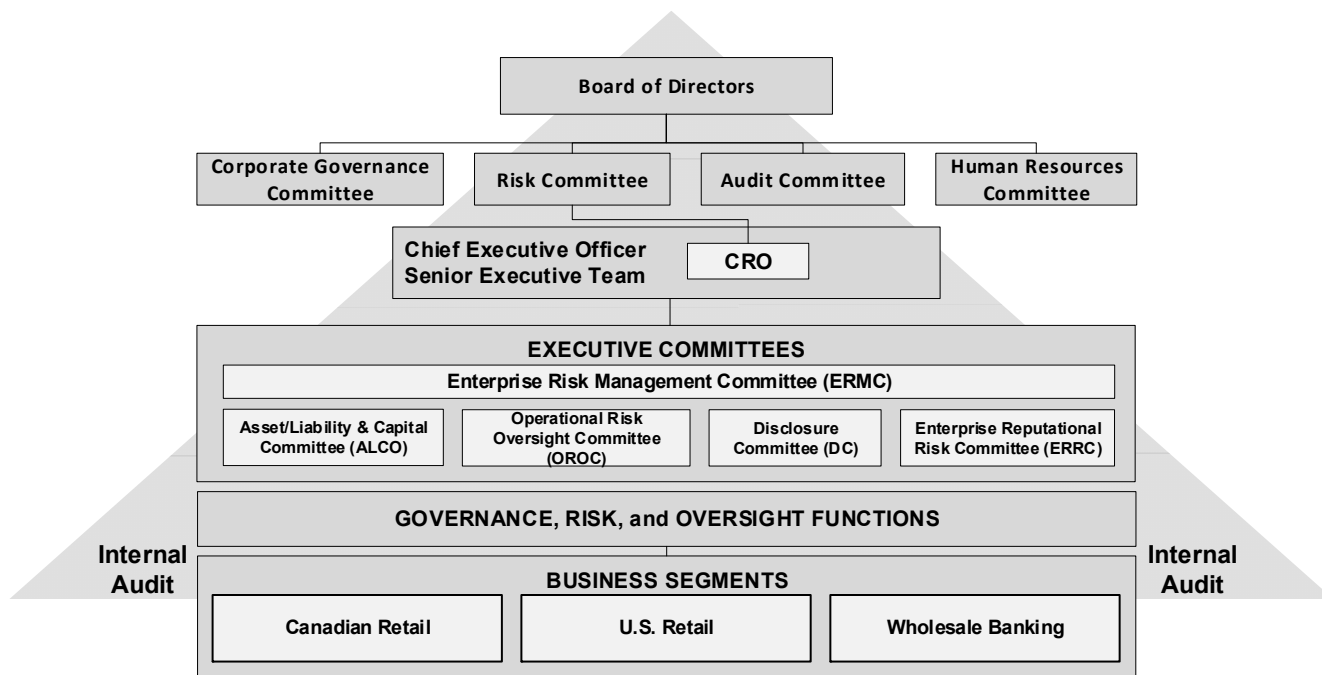 Board of Directors
Corporate Governance
Committee
Risk Committee
Audit Committee
Human Resources
Committee
Chief Executive Officer
Senior Executive Team
CRO
EXECUTIVE COMMITTEES
Enterprise Risk Management Committee (ERMC)
Asset/Liability & Capital
Committee (ALCO)
Operational Risk
Oversight Committee
(OROC)
Disclosure
Committee (DC)
Enterprise Reputational
Risk Committee (ERRC)
GOVERNANCE, RISK, and OVERSIGHT FUNCTIONS
Internal
Audit
Internal
Audit
BUSINESS SEGMENTS
Canadian Retail
U.S. Retail
Wholesale Banking